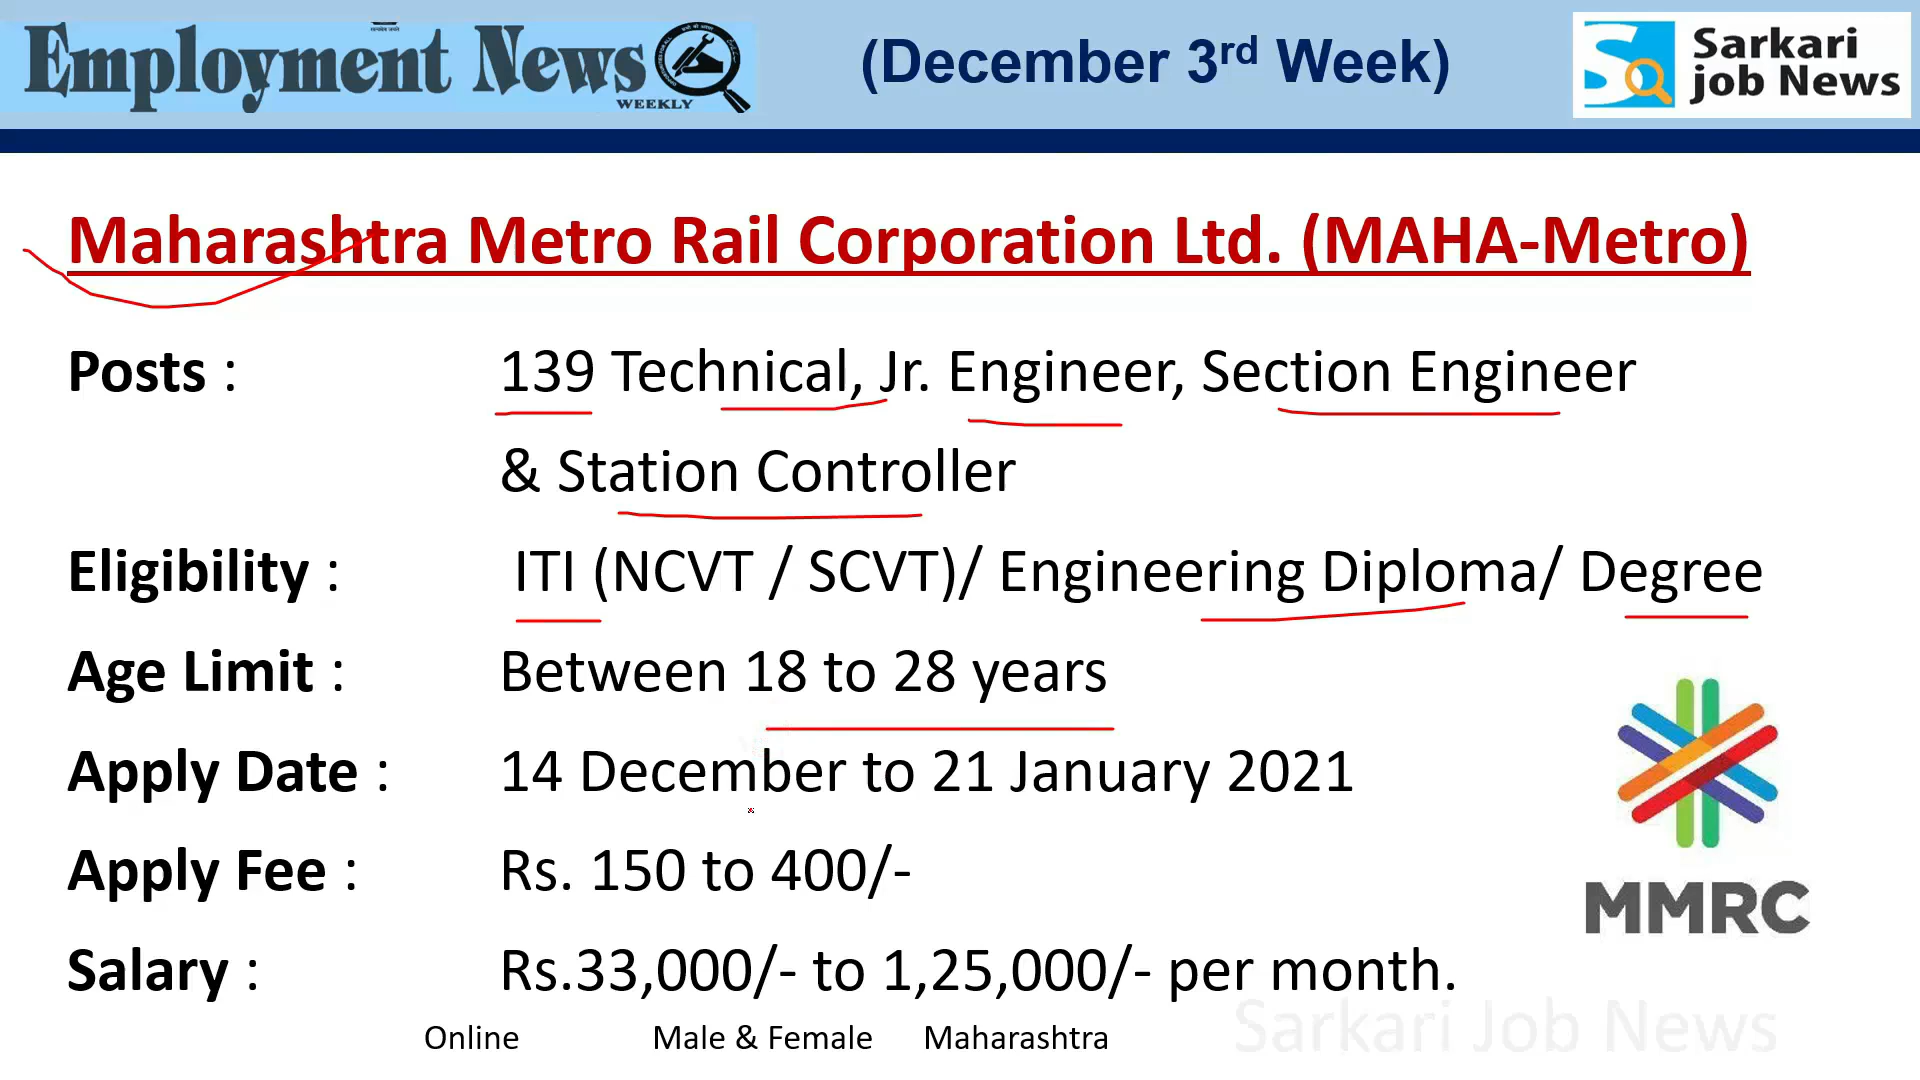 Employment News
WEEKLY
(December 3rd Week)
Sarkari
job News
Maharashtra Metro Rail Corporation Ltd. (MAHA-Metro)
Posts : 139 Technical, Jr. Engineer, Section Engineer
& Station Controller
Eligibility : ITI (NCVT / SCVT)/ Engineering Diploma/ Degree
Age Limit : Between 18 to 28 years
Apply Date : 14 December to 21 January 2021
Apply Fee : Rs. 150 to 400/-
MMRC
Salary : Rs.33,000/- to 1,25,000/- per month.
Online Male & Female Maharashtra
Sarkari Job News